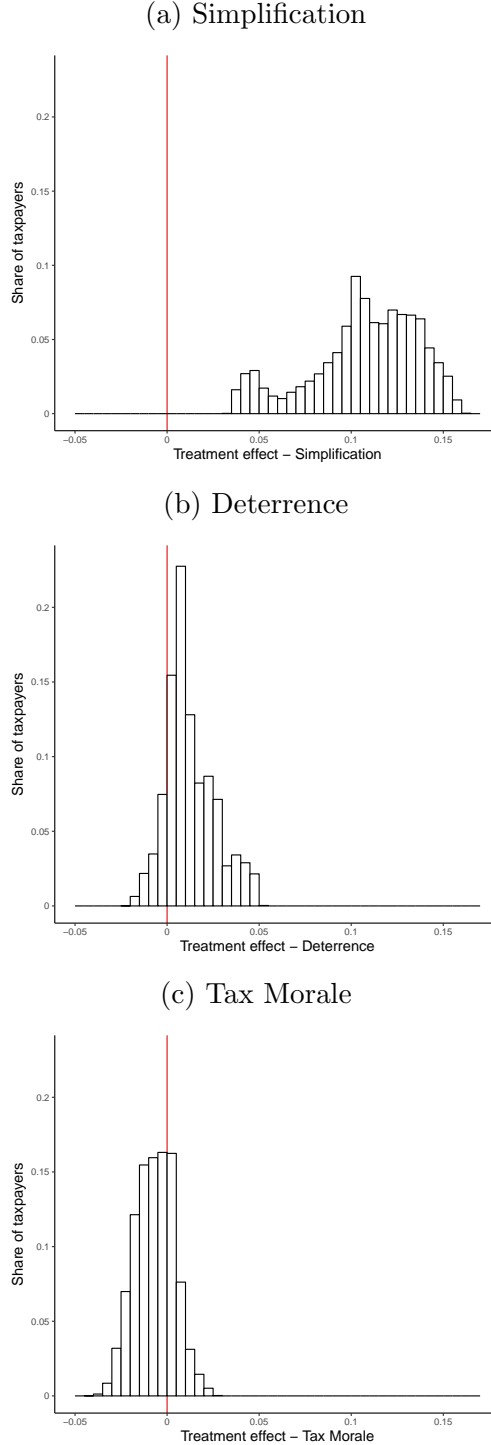 (a) Simplification
0.2
0.15
0.1
0.05
0
Share of taxpayers
−0.05 0 0.05 0.1 0.15
Treatment effect − Simplification
(b) Deterrence
0.2
0.15
0.1
0.05
0
Share of taxpayers
−0.05 0 0.05 0.1 0.15
Treatment effect − Deterrence
(c) Tax Morale
0.2
0.15
0.1
0.05
0
Share of taxpayers
−0.05 0 0.05 0.1 0.15
Treatment effect − Tax Morale